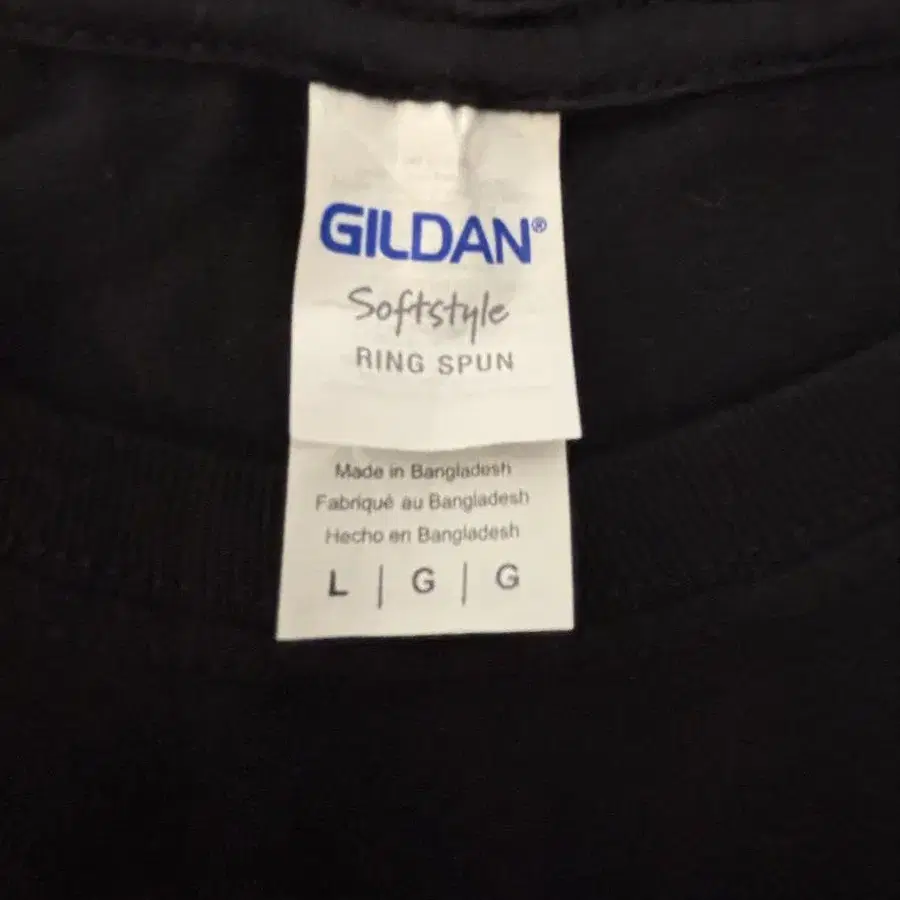 GILDAN®
Softstyle
RING SPUN
Made in Bangladesh
Fabriqué au Bangladesh
Hecho en Bangladesh
L | G | G